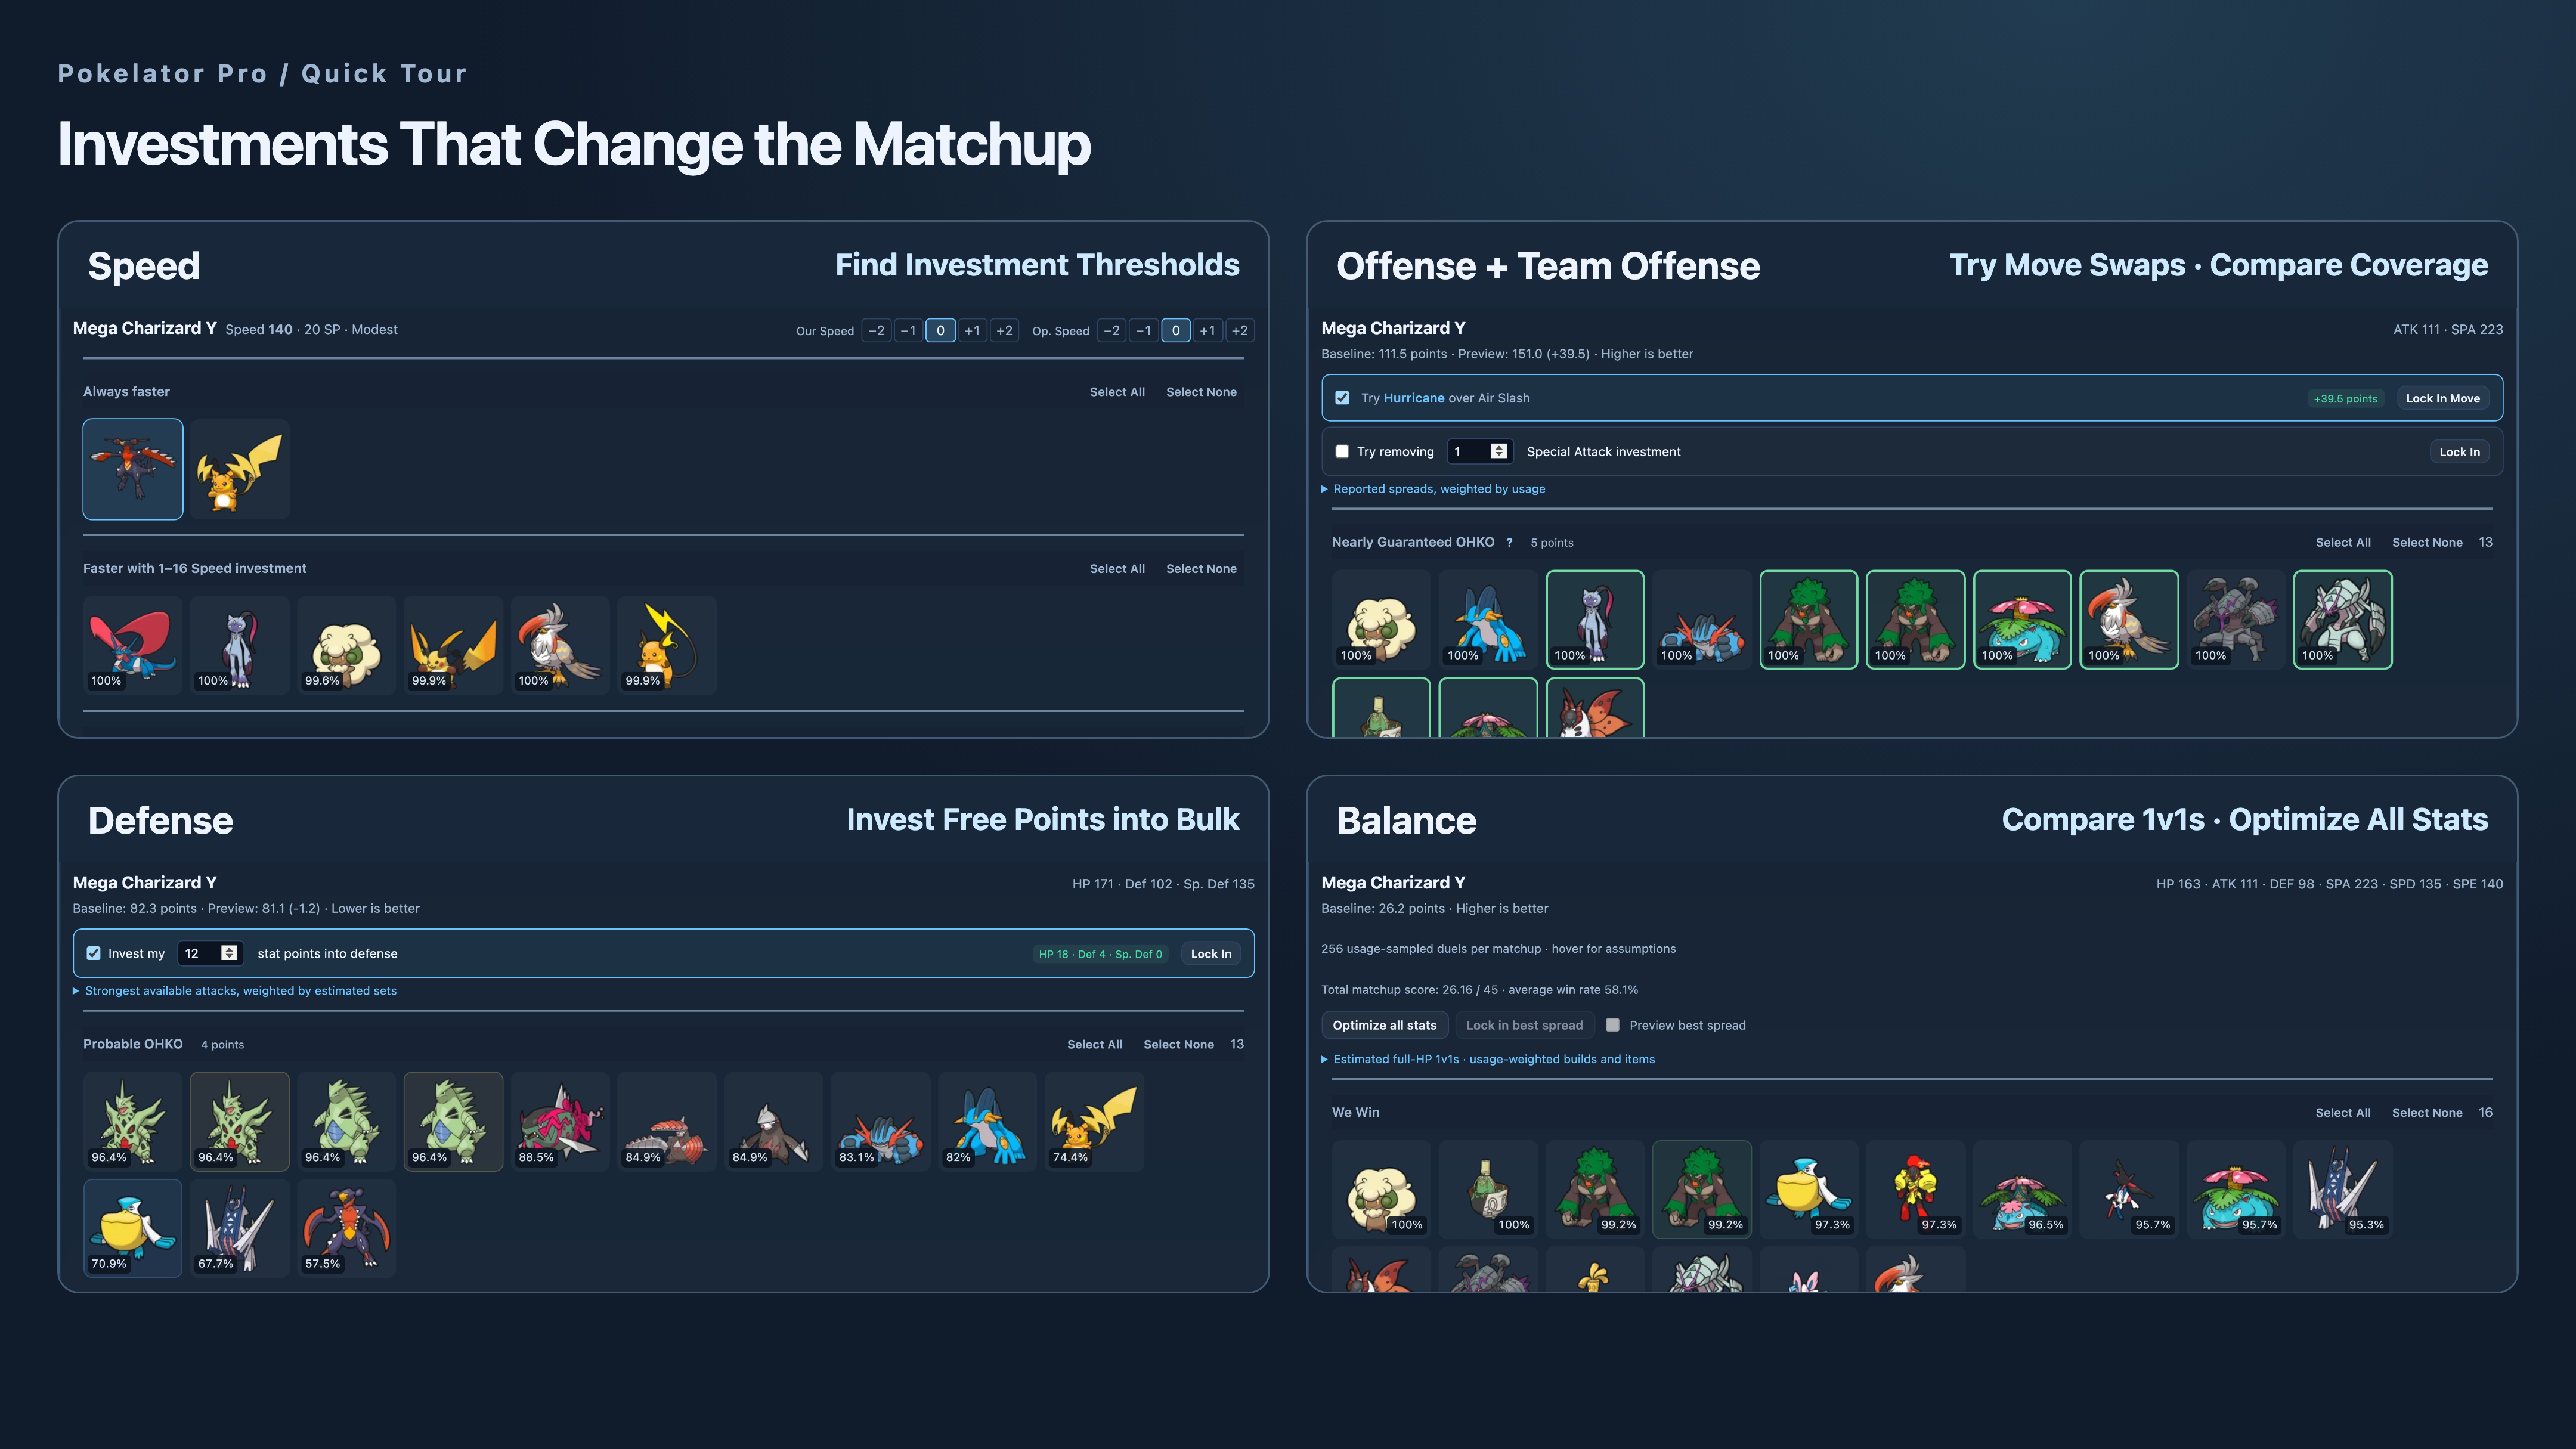 Pokelator Pro / Quick Tour
Investments That Change the Matchup
Speed
Find Investment Thresholds
Mega Charizard Y Speed 140 · 20 SP · Modest
Our Speed −2 −1 0 +1 +2 Op. Speed −2 −1 0 +1 +2
Always faster
Select All Select None
Faster with 1–16 Speed investment
Select All Select None
100% 100% 99.6% 99.9% 100% 99.9%
Offense + Team Offense
Try Move Swaps · Compare Coverage
Mega Charizard Y
ATK 111 · SPA 223
Baseline: 111.5 points · Preview: 151.0 (+39.5) · Higher is better
Try Hurricane over Air Slash
+39.5 points Lock In Move
Try removing 1 Special Attack investment
Lock In
Reported spreads, weighted by usage
Nearly Guaranteed OHKO ? 5 points
Select All Select None 13
100% 100% 100% 100% 100% 100% 100% 100% 100% 100%
Defense
Invest Free Points into Bulk
Mega Charizard Y
HP 171 · Def 102 · Sp. Def 135
Baseline: 82.3 points · Preview: 81.1 (-1.2) · Lower is better
Invest my 12 stat points into defense
HP 18 · Def 4 · Sp. Def 0 Lock In
Strongest available attacks, weighted by estimated sets
Probable OHKO 4 points
Select All Select None 13
96.4% 96.4% 96.4% 96.4% 88.5% 84.9% 84.9% 83.1% 82% 74.4%
70.9% 67.7% 57.5%
Balance
Compare 1v1s · Optimize All Stats
Mega Charizard Y
HP 163 · ATK 111 · DEF 98 · SPA 223 · SPD 135 · SPE 140
Baseline: 26.2 points · Higher is better
256 usage-sampled duels per matchup · hover for assumptions
Total matchup score: 26.16 / 45 · average win rate 58.1%
Optimize all stats Lock in best spread Preview best spread
Estimated full-HP 1v1s · usage-weighted builds and items
We Win
Select All Select None 16
100% 100% 99.2% 99.2% 97.3% 97.3% 96.5% 95.7% 95.7% 95.3%